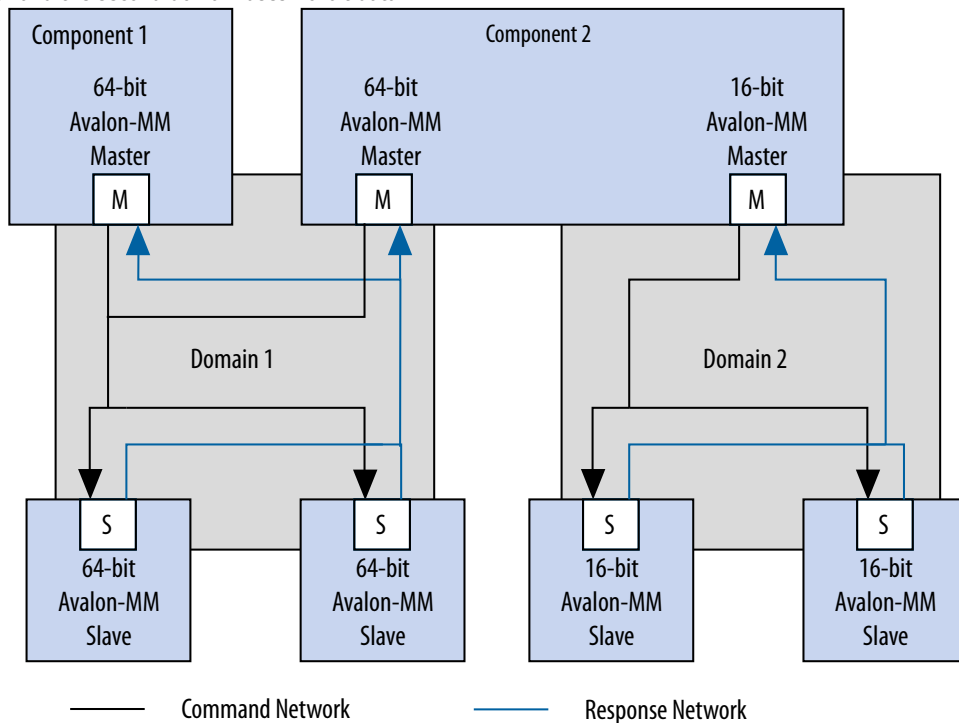 Component 1
64-bit
Avalon-MM
Master
M
Component 2
64-bit
Avalon-MM
Master
M
16-bit
Avalon-MM
Master
M
Domain 1
Domain 2
S
64-bit
Avalon-MM
Slave
S
64-bit
Avalon-MM
Slave
S
16-bit
Avalon-MM
Slave
S
16-bit
Avalon-MM
Slave
Command Network
Response Network